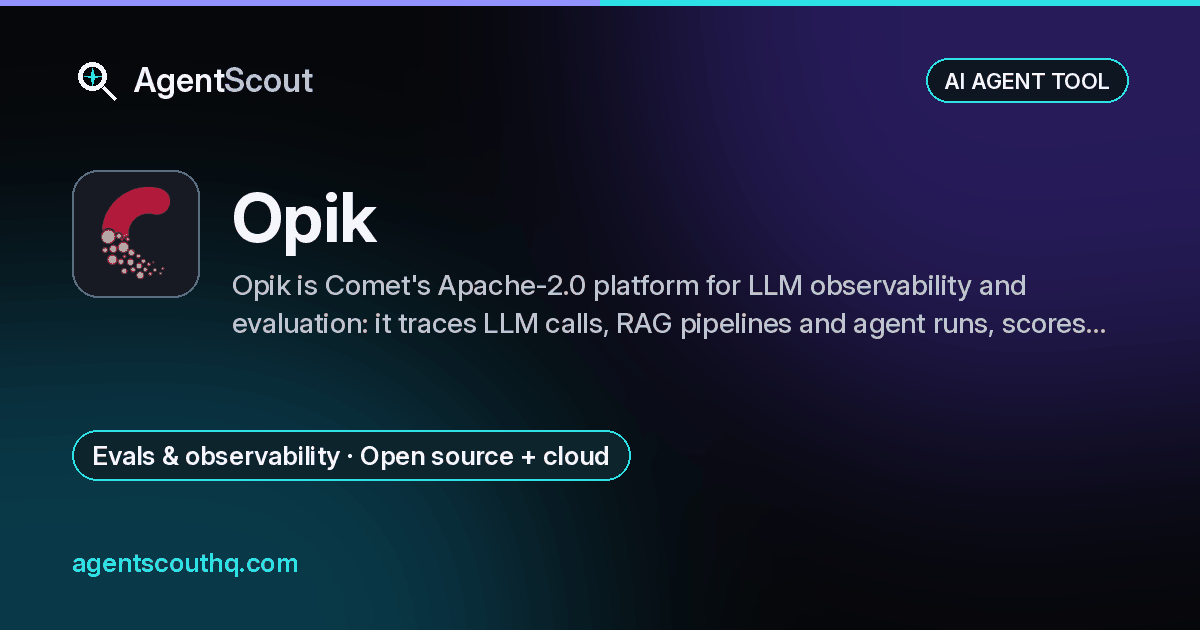 AgentScout
AI AGENT TOOL
Opik
Opik is Comet's Apache-2.0 platform for LLM observability and
evaluation: it traces LLM calls, RAG pipelines and agent runs, scores...
Evals & observability · Open source + cloud
agentscouthq.com